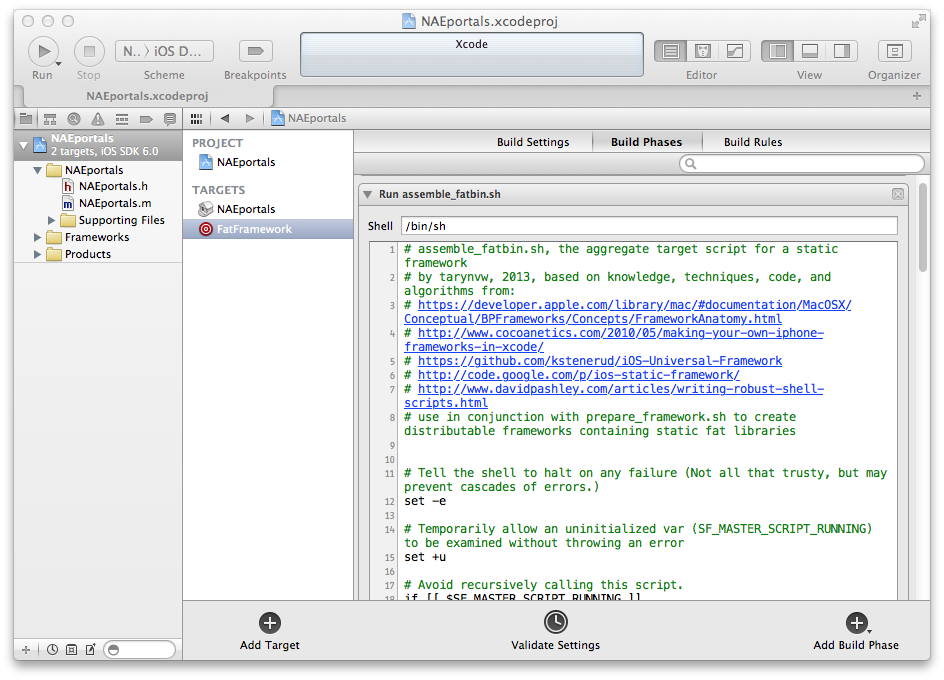 NAEportals.xcodeproj
Run
Stop
N.. 〉 iOS D...
Scheme
Breakpoints
Xcode
Editor
View
Organizer
NAEportals.xcodeproj
NAEportals
NAEportals
2 targets, iOS SDK 6.0
NAEportals
NAEportals.h
NAEportals.m
Supporting Files
Frameworks
Products
PROJECT
NAEportals
TARGETS
NAEportals
FatFramework
Build Settings
Build Phases
Build Rules
Run assemble_fatbin.sh
Shell
/bin/sh
1 # assemble_fatbin.sh, the aggregate target script for a static
framework
2 # by tarynvw, 2013, based on knowledge, techniques, code, and
algorithms from:
3 # https://developer.apple.com/library/mac/#documentation/MacOSX/
Conceptual/BPFrameworks/Concepts/FrameworkAnatomy.html
4 # http://www.cocoanetics.com/2010/05/making-your-own-iphone-
frameworks-in-xcode/
5 # https://github.com/kstenerud/iOS-Universal-Framework
6 # http://code.google.com/p/ios-static-framework/
7 # http://www.davidpashley.com/articles/writing-robust-shell-
scripts.html
8 # use in conjunction with prepare_framework.sh to create
distributable frameworks containing static fat libraries
9
10
11 # Tell the shell to halt on any failure (Not all that trusty, but may
prevent cascades of errors.)
12 set -e
13
14 # Temporarily allow an uninitialized var (SF_MASTER_SCRIPT_RUNNING)
to be examined without throwing an error
15 set +u
16
17 # Avoid recursively calling this script.
18 if [[ $SF_MASTER_SCRIPT_RUNNING ]]
Add Target
Validate Settings
Add Build Phase